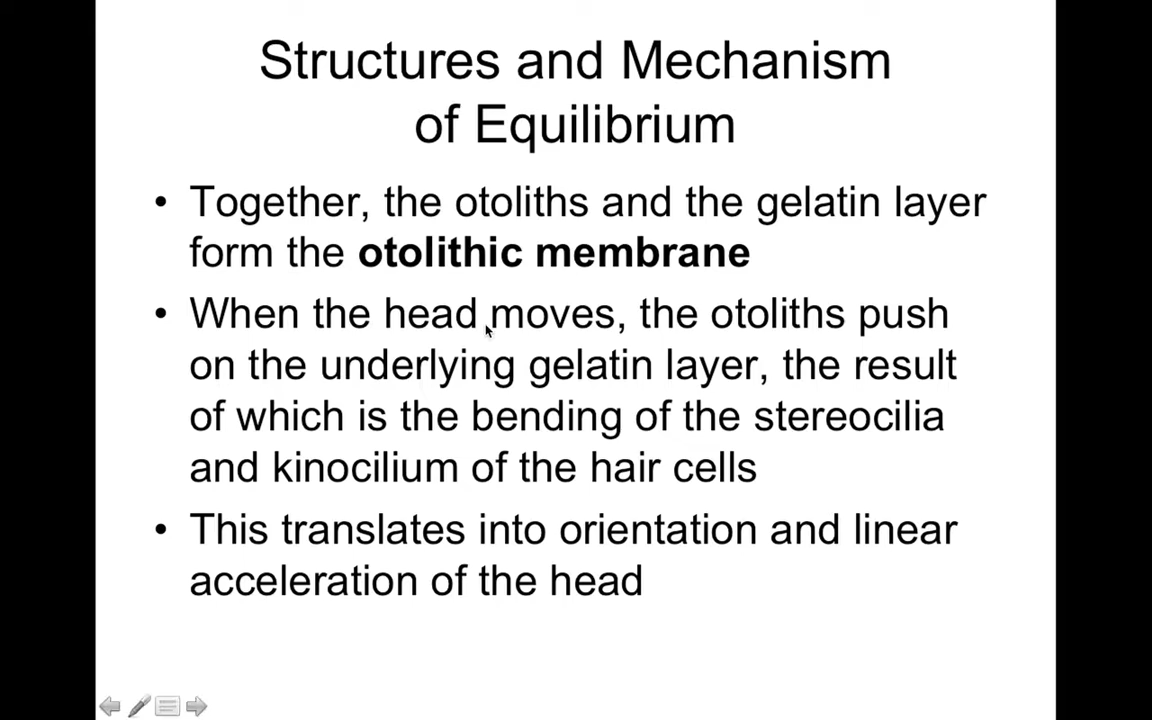 Structures and Mechanism
of Equilibrium
• Together, the otoliths and the gelatin layer
form the otolithic membrane
• When the head moves, the otoliths push
on the underlying gelatin layer, the result
of which is the bending of the stereocilia
and kinocilium of the hair cells
• This translates into orientation and linear
acceleration of the head